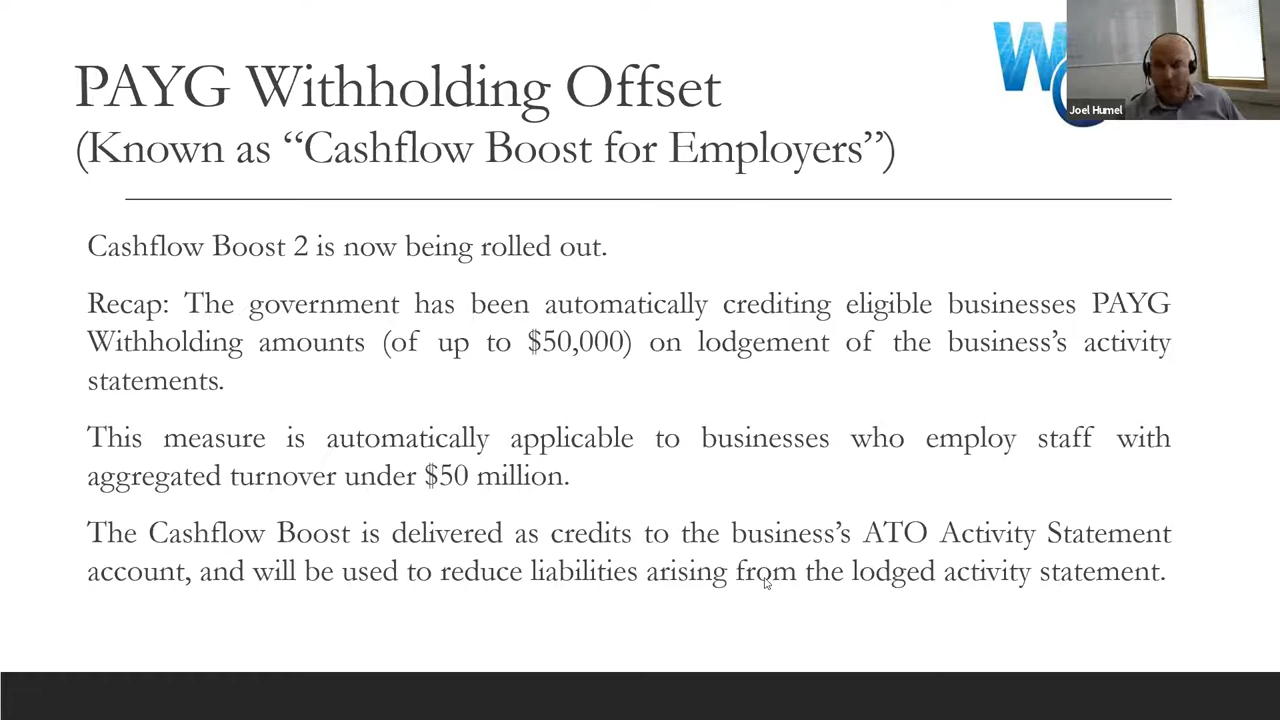 PAYG Withholding Offset
(Known as “Cashflow Boost for Employers”)
W
Joel Humel
Cashflow Boost 2 is now being rolled out.
Recap: The government has been automatically crediting eligible businesses PAYG
Withholding amounts (of up to $50,000) on lodgement of the business’s activity
statements.
This measure is automatically applicable to businesses who employ staff with
aggregated turnover under $50 million.
The Cashflow Boost is delivered as credits to the business’s ATO Activity Statement
account, and will be used to reduce liabilities arising from the lodged activity statement.